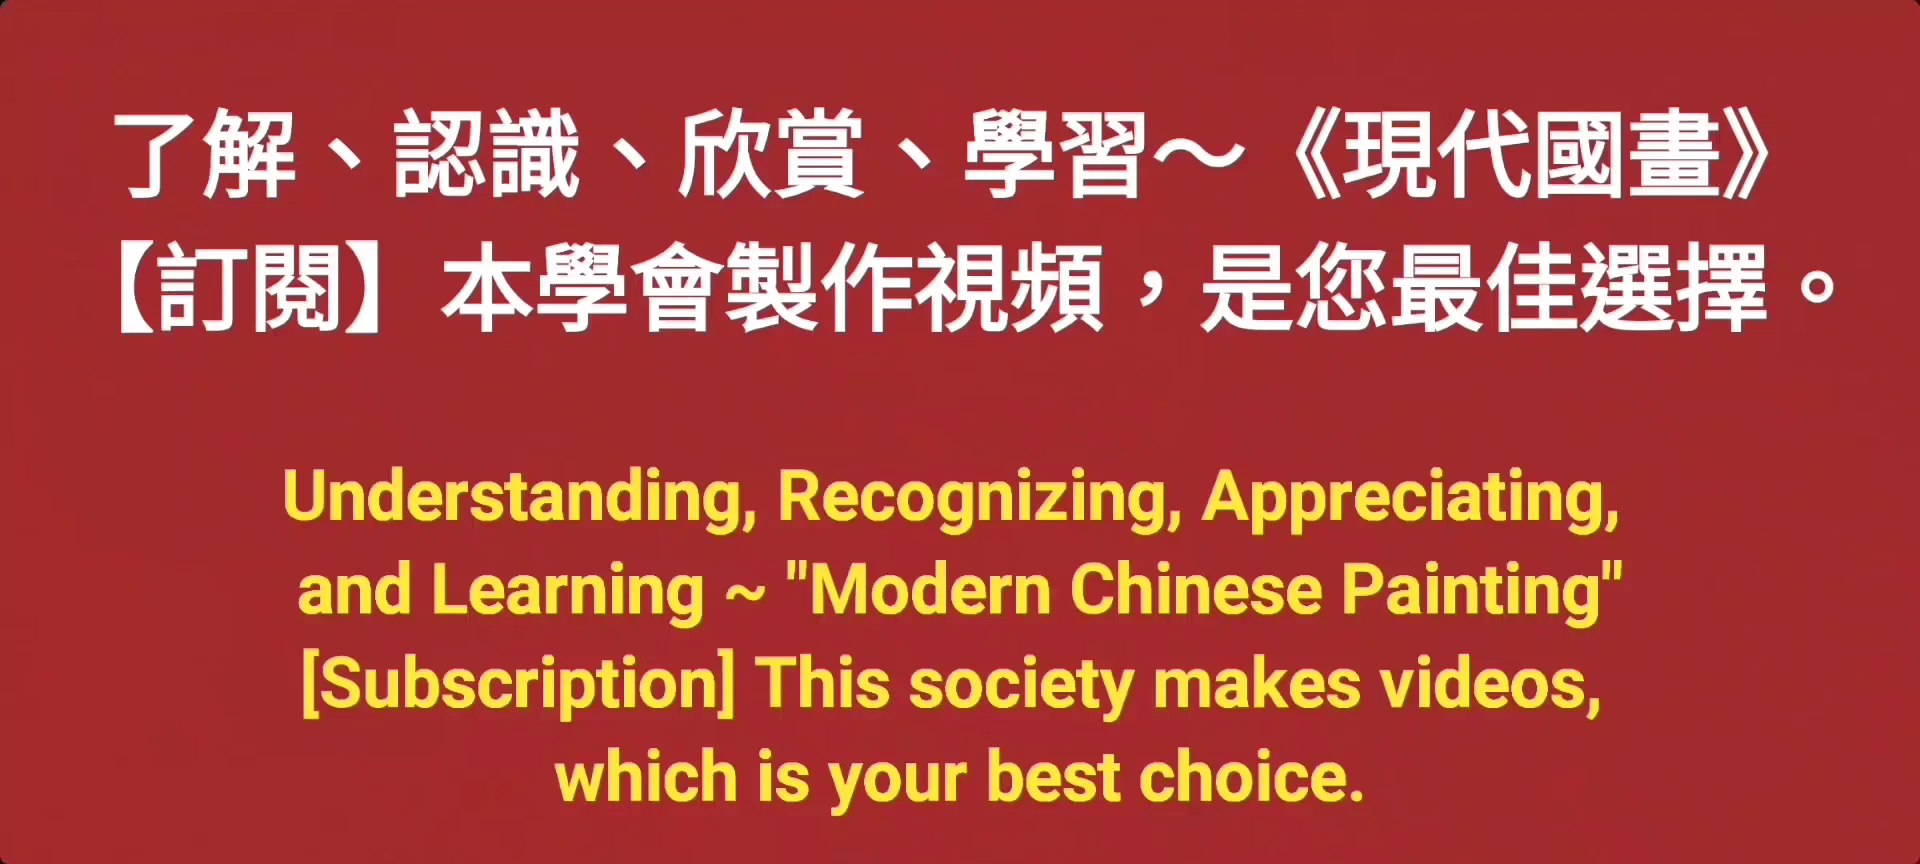 了解、認識、欣賞、學習～《現代國畫》
【訂閱】本學會製作視頻，是您最佳選擇。
Understanding, Recognizing, Appreciating,
and Learning ~ "Modern Chinese Painting"
[Subscription] This society makes videos,
which is your best choice.